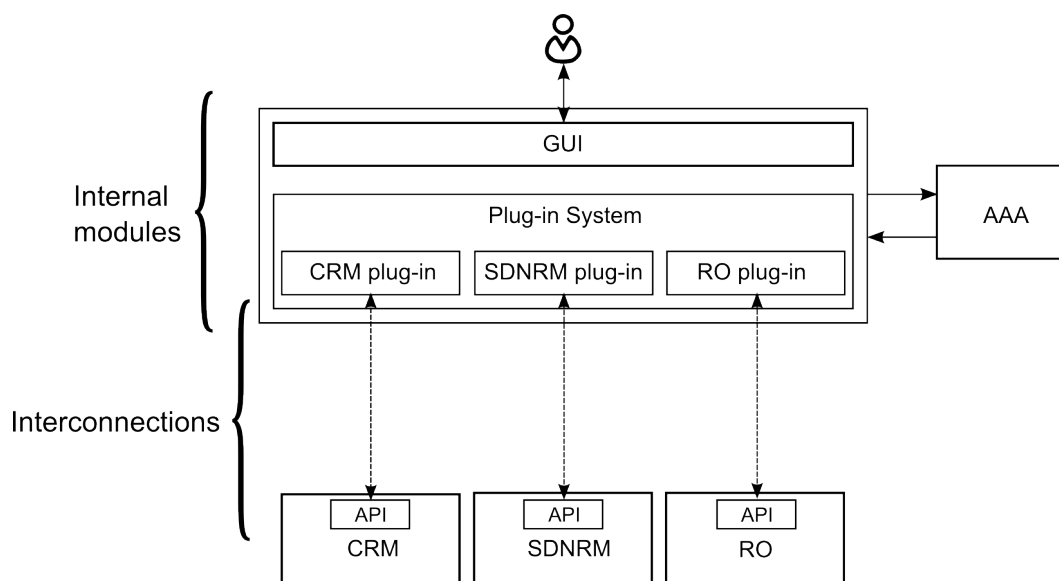 GUI
Internal
modules
Plug-in System
AAA
CRM plug-in
SDNRM plug-in
RO plug-in
Interconnections
API
API
API
CRM
SDNRM
RO